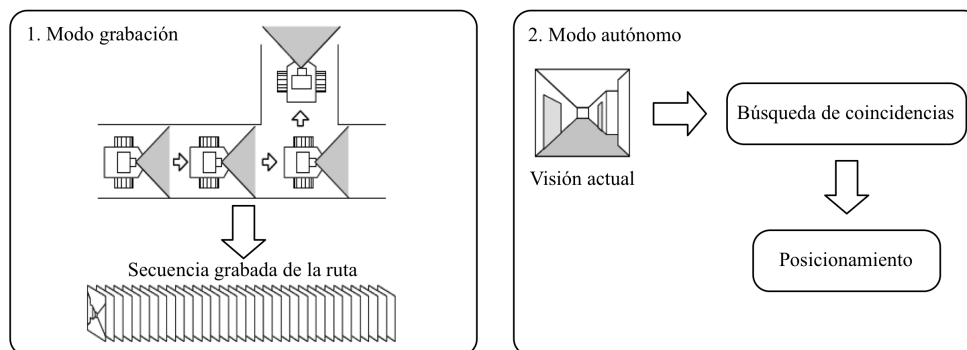 1. Modo grabación
Secuencia grabada de la ruta
2. Modo autónomo
Visión actual
Búsqueda de coincidencias
Posicionamiento